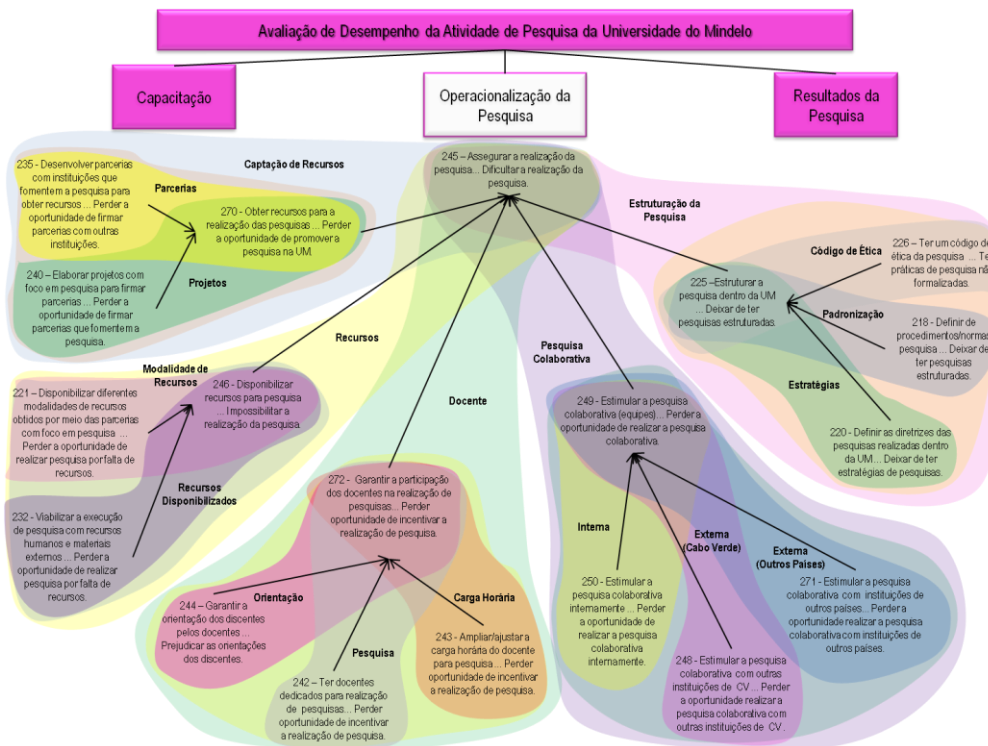 Avaliação de Desempenho da Atividade de Pesquisa da Universidade do Mindelo
Capacitação
Operacionalização da
Pesquisa
Resultados da
Pesquisa
235 - Desenvolver parcerias
com instituições que
fomentem a pesquisa para
obter recursos ... Perder
a oportunidade de firmar
parcerias com outras
instituições.
Parcerias
Captação de Recursos
270 - Obter recursos para a
realização das pesquisas ... Perder
a oportunidade de promover a
pesquisa na UM.
240 – Elaborar projetos com
foco em pesquisa para firmar
parcerias ... Perder a
oportunidade de firmar
parcerias que fomentem a
pesquisa.
Projetos
245 – Assegurar a realização da
pesquisa... Dificultar a realização da
pesquisa.
Estruturação da
Pesquisa
Còdigo de Ética
226 – Ter um código de
ética da pesquisa ...
práticas de pesquisa
formalizadas.
225 – Estruturar a
pesquisa dentro da UM
... Deixar de ter
pesquisas estruturadas.
Padronização
218 - Definir de
procedimentos/normas
pesquisa ... Deixar de
ter pesquisas
estruturadas.
Estratégias
220 – Definir as diretrizes das
pesquisas realizadas dentro
da UM... Deixar de ter
estratégias de pesquisas.
Recursos
Modalidade de
Recursos
221 – Disponibilizar diferentes
modalidades de recursos
obtidos por meio das parcerias
com foco em pesquisa ...
Perder a oportunidade de
realizar pesquisa por falta de
recursos.
246 – Disponibilizar
recursos para pesquisa
... Impossibilitar a
realização da pesquisa.
Recursos
Disponibilizados
232 – Viabilizar a execução
de pesquisa com recursos
humanos e materiais
externos ... Perder a
oportunidade de realizar
pesquisa por falta de
recursos.
Docente
272 - Garantir a participação
dos docentes na realização de
pesquisas... Perder
oportunidade de incentivar a
realização de pesquisa.
Orientação
244 – Garantir a
orientação dos discentes
pelos docentes ...
Prejudicar as orientações
dos discentes.
Pesquisa
242 – Ter docentes
dedicados para realização
de pesquisas... Perder
oportunidade de incentivar
a realização de pesquisa.
Carga Horária
243 – Ampliar/ajustar a
carga horária do docente
para pesquisa ... Perder
oportunidade de incentivar
a realização de pesquisa.
Pesquisa
Colaborativa
249 – Estimular a pesquisa
colaborativa (equipes)... Perder a
oportunidade de realizar a pesquisa
colaborativa.
Interna
250 – Estimular a
pesquisa colaborativa
internamente ... Perder
a oportunidade de
realizar a pesquisa
colaborativa
internamente.
Externa
(Cabo Verde)
248 – Estimular a pesquisa
colaborativa com outras
instituições de CV ... Perder
a oportunidade realizar a
pesquisa colaborativa com
outras instituições de CV .
Externa
(Outros Países)
271 – Estimular a pesquisa
colaborativa com instituições de
outros países... Perder a
oportunidade realizar a pesquisa
colaborativa com instituições de
outros países.